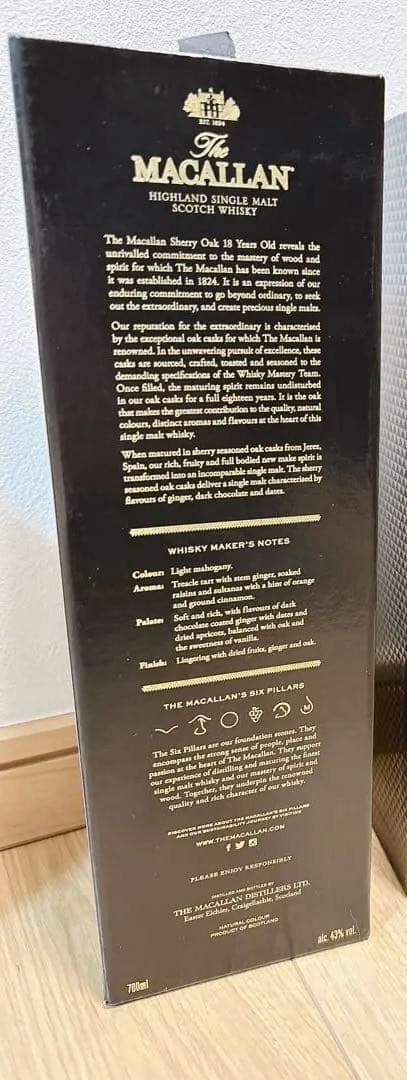 EST. 1824
The
MACALLAN
HIGHLAND SINGLE MALT
SCOTCH WHISKY
The Macallan Sherry Oak 18 Years Old reveals the
unrivalled commitment to the mastery of wood and
spirit for which The Macallan has been known since
it was established in 1824. It is an expression of our
enduring commitment to go beyond ordinary, to seek
out the extraordinary, and create precious single malts.
Our reputation for the extraordinary is characterised
by the exceptional oak casks for which The Macallan is
renowned. In the unwavering pursuit of excellence, these
casks are sourced, crafted, toasted and seasoned to the
demanding specifications of the Whisky Mastery Team.
Once filled, the maturing spirit remains undisturbed
in our oak casks for a full eighteen years. It is the oak
that makes the greatest contribution to the quality, natural
colours, distinct aromas and flavours at the heart of this
single malt whisky.
When matured in sherry seasoned oak casks from Jerez,
Spain, our rich, fruity and full bodied new make spirit is
transformed into an incomparable single malt. The sherry
seasoned oak casks deliver a single malt characterised by
flavours of ginger, dark chocolate and dates.
WHISKY MAKER'S NOTES
Colour: Light mahogany.
Aroma: Treacle tart with stem ginger, soaked
raisins and sultanas with a hint of orange
and ground cinnamon.
Palate: Soft and rich, with flavours of dark
chocolate coated ginger with dates and
dried apricots, balanced with oak and
the sweetness of vanilla.
Finish: Lingering with dried fruits, ginger and oak.
THE MACALLAN'S SIX PILLARS
M
The Six Pillars are our foundation stones. They
encompass the strong sense of people, place and
passion at the heart of The Macallan. They support
our experience of distilling and maturing the finest
single malt whisky and our mastery of spirit and
wood. Together, they underpin the renowned
quality and rich character of our whisky.
DISCOVER MORE ABOUT THE MACALLAN'S SIX PILLARS
AND OUR SUSTAINABILITY JOURNEY BY VISITING
WWW.THEMACALLAN.COM
PLEASE ENJOY RESPONSIBLY
DISTILLED AND BOTTLED BY
THE MACALLAN DISTILLERS LTD.
Easter Elchies, Craigellachie, Scotland
NATURAL COLOUR
PRODUCT OF SCOTLAND
700ml
alc. 43% vol.